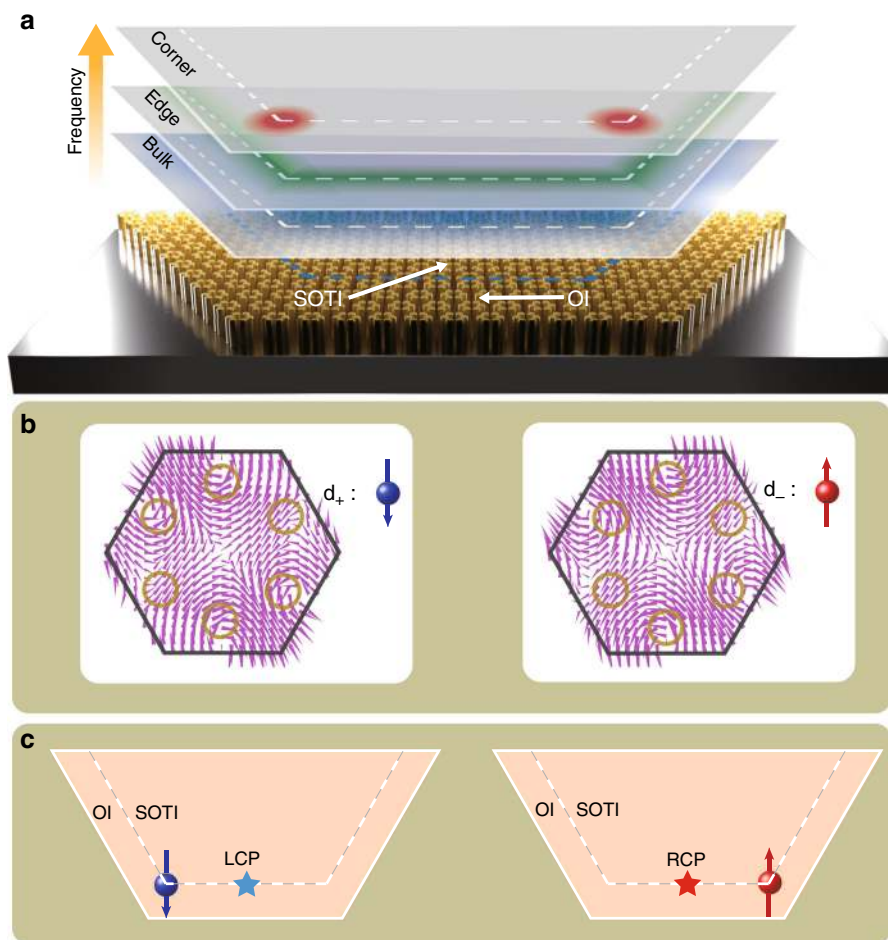 a
Frequency
Corner
Edge
Bulk
SOTI
OI
b
d+ :
d− :
c
OI
SOTI
LCP
OI
SOTI
RCP